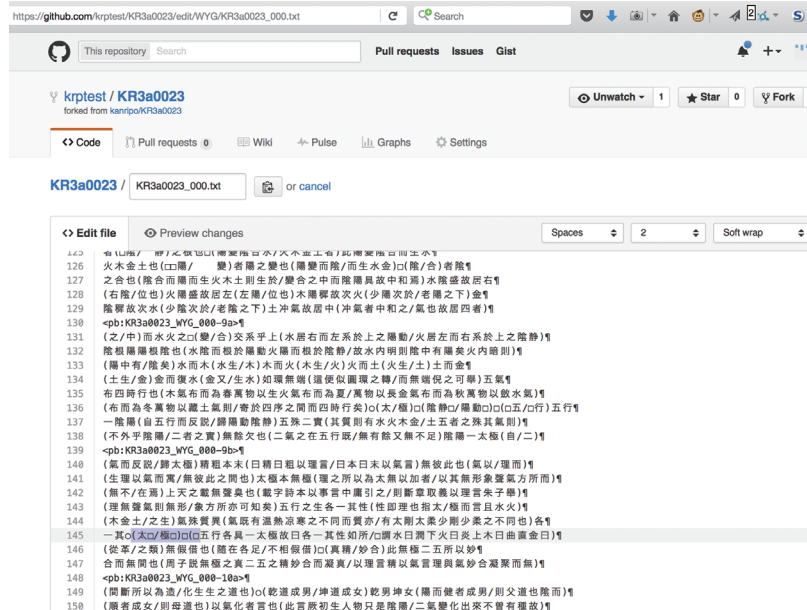 https://github.com/krptest/KR3a0023/edit/WYG/KR3a0023_000.txt
Search
2
S
This repository
Search
Pull requests Issues Gist
krptest / KR3a0023
forked from kanripo/KR3a0023
Unwatch 1
Star 0
Fork
Code
Pull requests 0
Wiki
Pulse
Graphs
Settings
KR3a0023 / KR3a0023_000.txt or cancel
Edit file
Preview changes
Spaces
2
Soft wrap
125
126 火木金土也(□□陽/ 變)者陽之變也(陽變而陰/而生水金)□(陰/合)者陰¶
127 之合也(陰合而陽而生火木土則生於/變合之中而陰陽具故中和焉)水陰盛故居右¶
128 (右陰/位也)火陽盛故居左(左陽/位也)木陽穉故次火(少陽次於/老陽之下)金¶
129 陰穉故次水(少陰次於/老陰之下)土冲氣故居中(冲氣者中和之/氣也故居四者)¶
130 <pb:KR3a0023_WYG_000-9a>¶
131 (之/中)而水火之□(變/合)交系乎上(水居右而左系於上之陽動/火居左而右系於上之陰静)¶
132 陰根陽陽根陰也(水陰而根於陽動火陽而根於陰静/故水内明則陰中有陽矣火内暗則)¶
133 (陽中有/陰矣)水而木(水生/木)木而火(木生/火)火而土(火生/土)土而金¶
134 (土生/金)金而復水(金又/生水)如環無端(這便似圓環之轉/而無端倪之可舉)五氣¶
135 布四時行也(木氣布而為春萬物以生火氣布而為夏/萬物以長金氣布而為秋萬物以斂水氣)¶
136 (布而為冬萬物以藏土氣則/寄於四序之間而四時行矣)o(太/極)□(陰静□/陽動□)□(□五/□行)五行¶
137 一陰陽(自五行而反説/歸陽動陰静)五殊二實(其質則有水火木金/土五者之殊其氣則)¶
138 (不外乎陰陽/二者之實)無餘欠也(二氣之在五行既/無有餘又無不足)陰陽一太極(自/二)¶
139 <pb:KR3a0023_WYG_000-9b>¶
140 (氣而反説/歸太極)精粗本末(日精日粗以理言/日本日末以氣言)無彼此也(氣以/理而)¶
141 (生理以氣而寓/無彼此之間也)太極本無極(理之所以為太無以加者/以其無形象聲氣方所而)¶
142 (無不/在焉)上天之載無聲臭也(載字詩本以事言中庸引之/則斷章取義以理言朱子舉)¶
143 (理無聲氣則無形/象方所亦可知矣)五行之生各一其性(性即理也指太/極而言且水火)¶
144 (木金土/之生)氣殊質異(氣既有温熱凉寒之不同而質亦/有太剛太柔少剛少柔之不同也)各¶
145 一其o(太□/極□)□(□五行各具一太極故日各一其性如所/□謂水日潤下火日炎上木日曲直金日)¶
146 (從革/之類)無假借也(随在各足/不相假借)□(真精/妙合)此無極二五所以妙¶
147 合而無間也(周子説無極之真二五之精妙合而凝真/以理言精以氣言理與氣妙合凝聚而無)¶
148 <pb:KR3a0023_WYG_000-10a>¶
149 (間斷所以為造/化生生之道也)o(乾道成男/坤道成女)乾男坤女(陽而健者成男/則父道也陰而)¶
150 (順者成女/則母道也)以氣化者言也(此言厥初生人物只是陰陽/二氣變化出來不曽有種故)¶